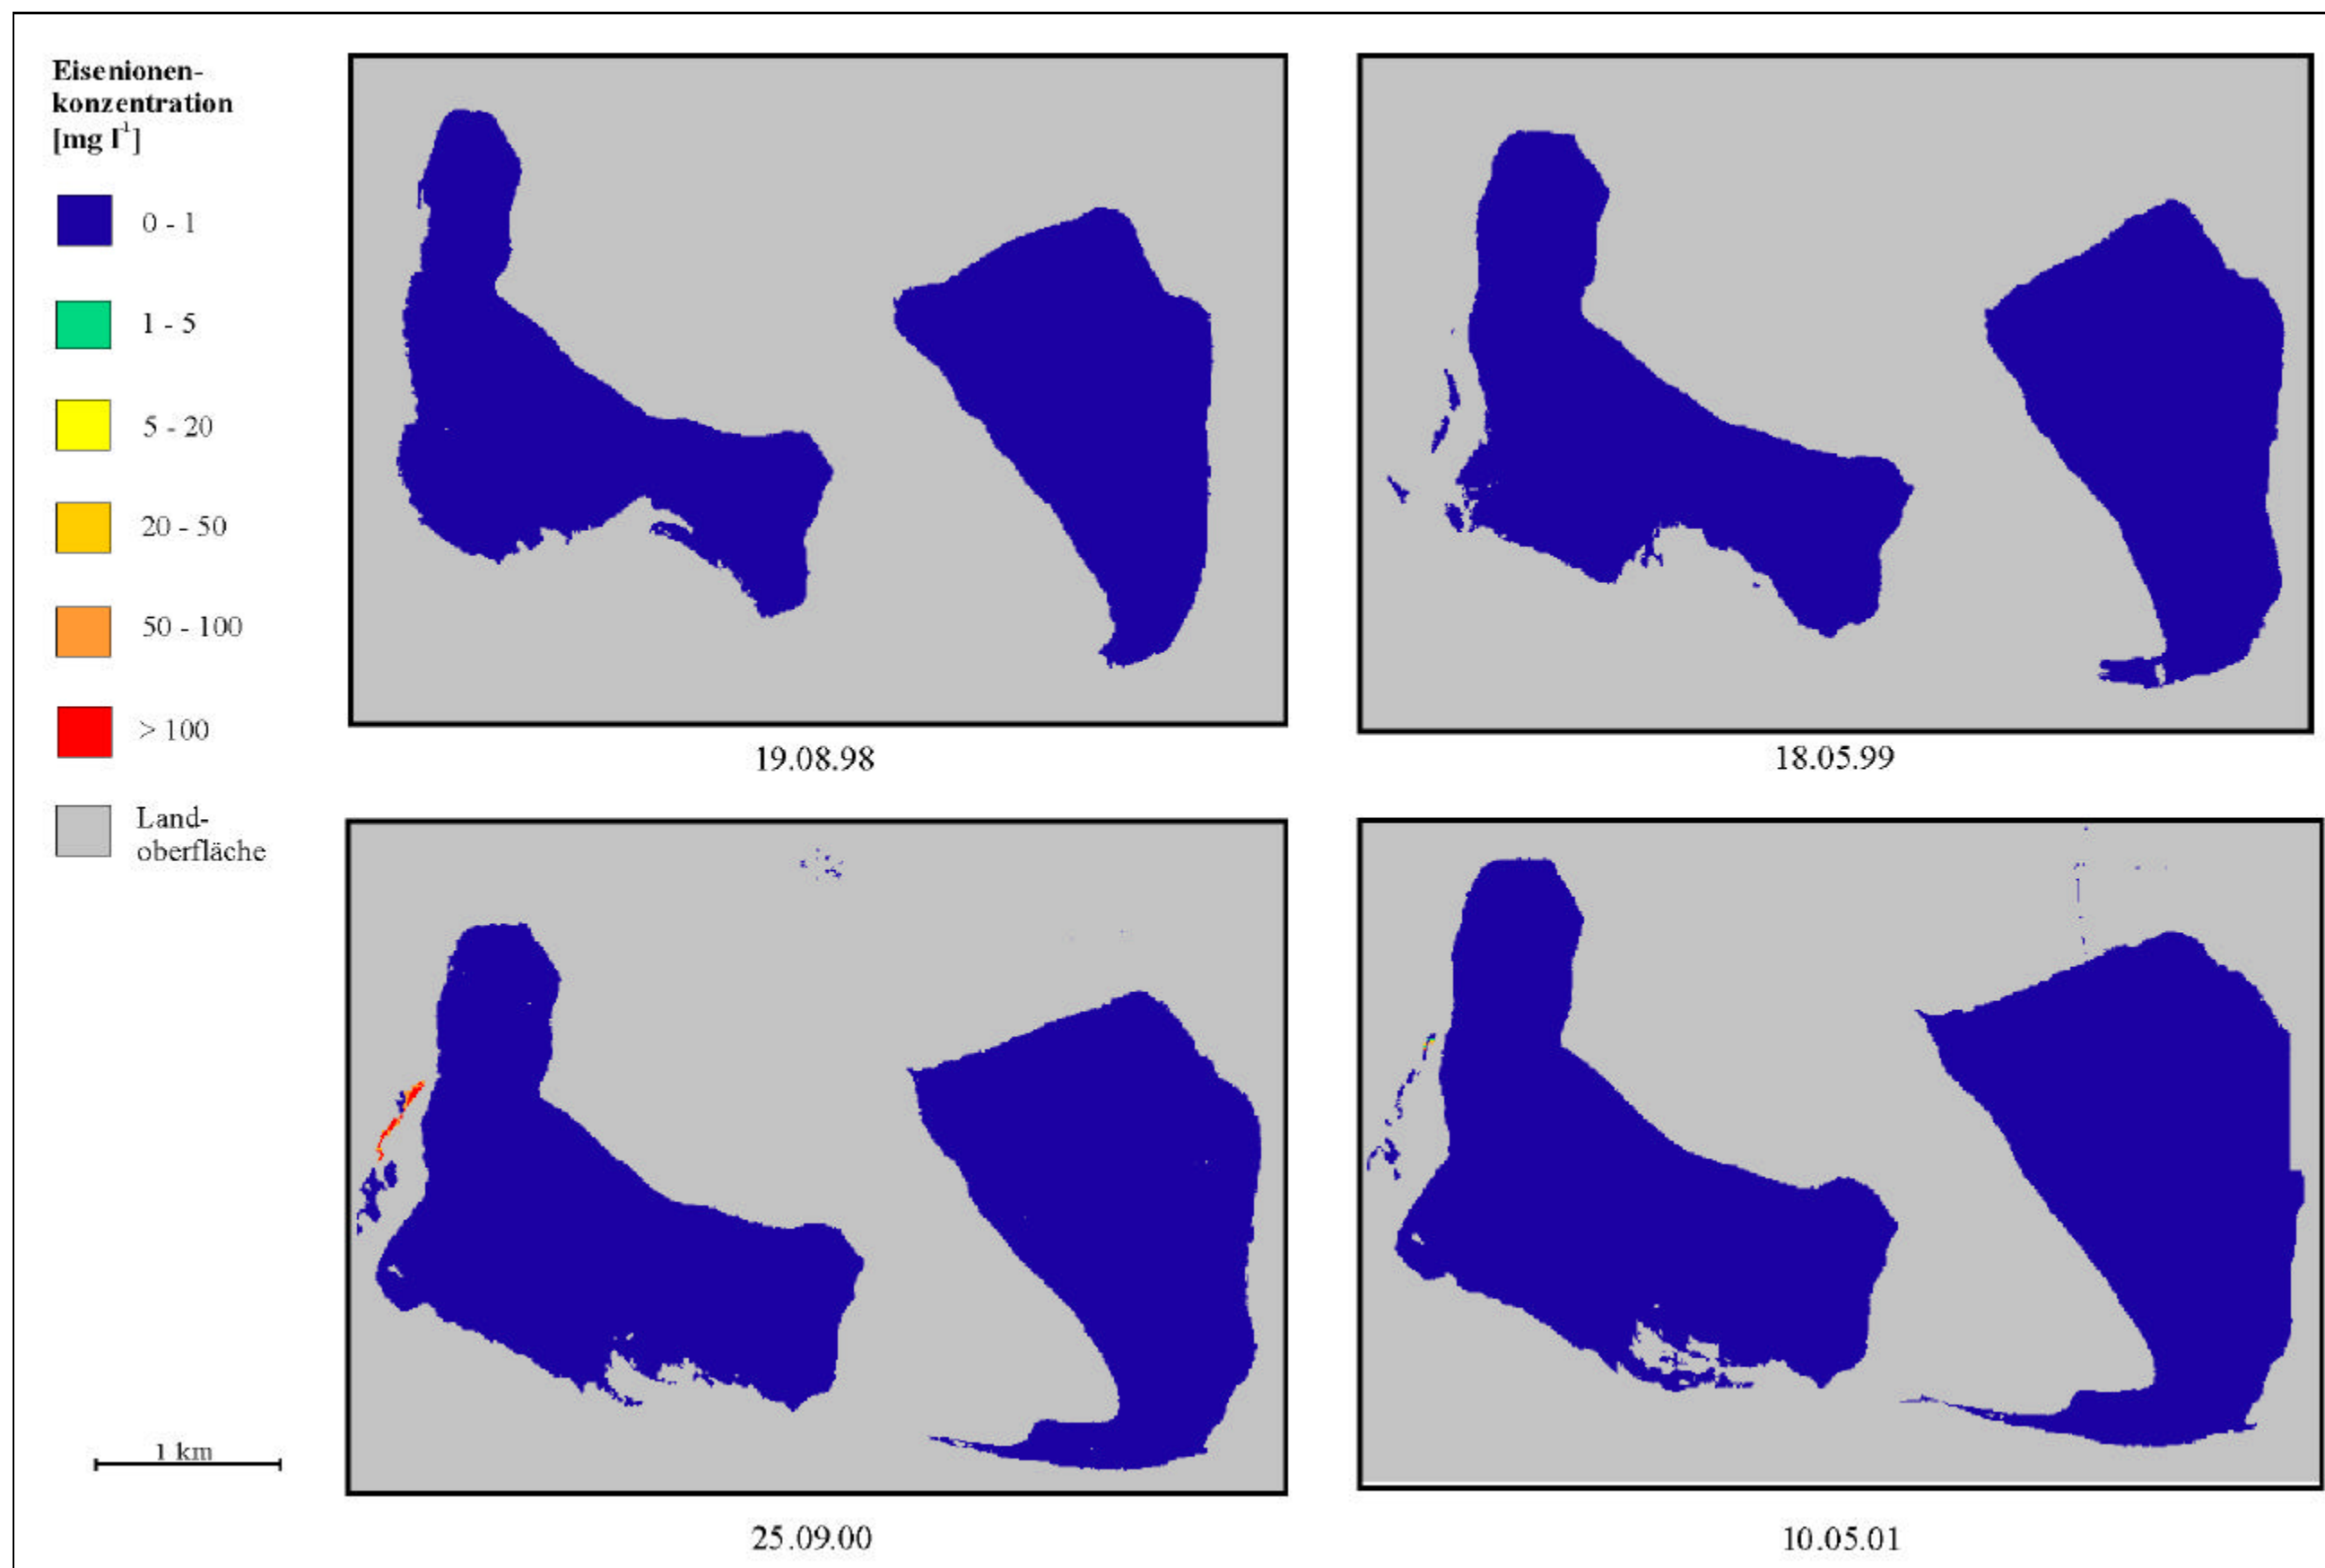 Eisenionen-
konzentration
[mg l⁻¹]
0 - 1
1 - 5
5 - 20
20 - 50
50 - 100
> 100
Land-
oberfläche
1 km
19.08.98
18.05.99
25.09.00
10.05.01